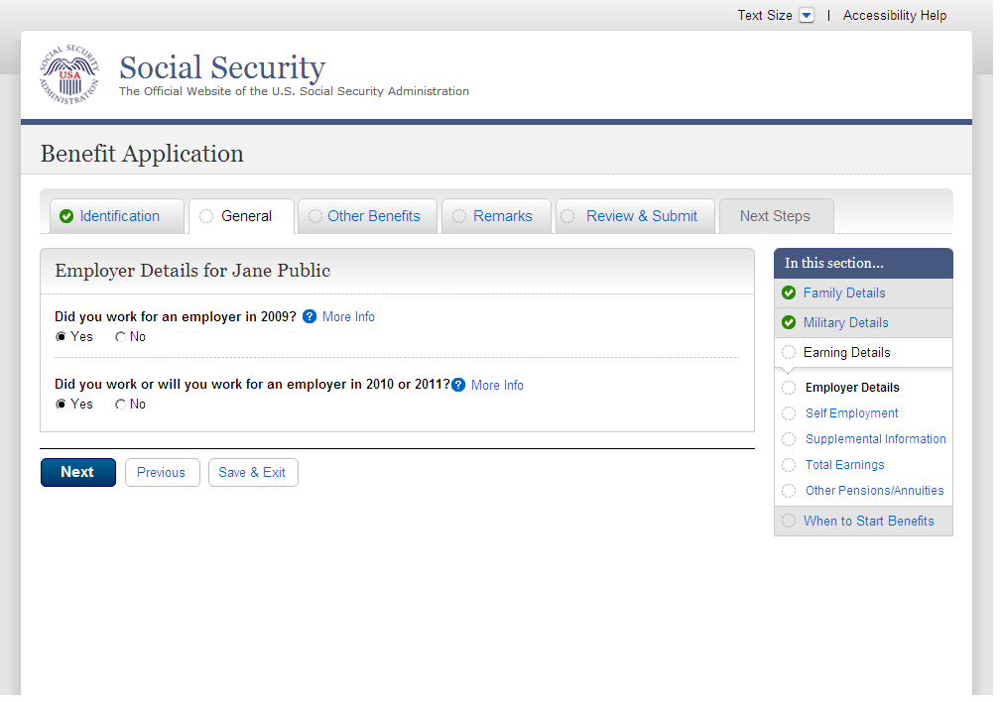 Text Size | Accessibility Help
SOCIAL SECURITY ADMINISTRATION
USA
Social Security
The Official Website of the U.S. Social Security Administration
Benefit Application
Identification General Other Benefits Remarks Review & Submit Next Steps
Employer Details for Jane Public
Did you work for an employer in 2009? ? More Info
Yes No
Did you work or will you work for an employer in 2010 or 2011? ? More Info
Yes No
Next Previous Save & Exit
In this section...
Family Details
Military Details
Earning Details
Employer Details
Self Employment
Supplemental Information
Total Earnings
Other Pensions/Annuities
When to Start Benefits